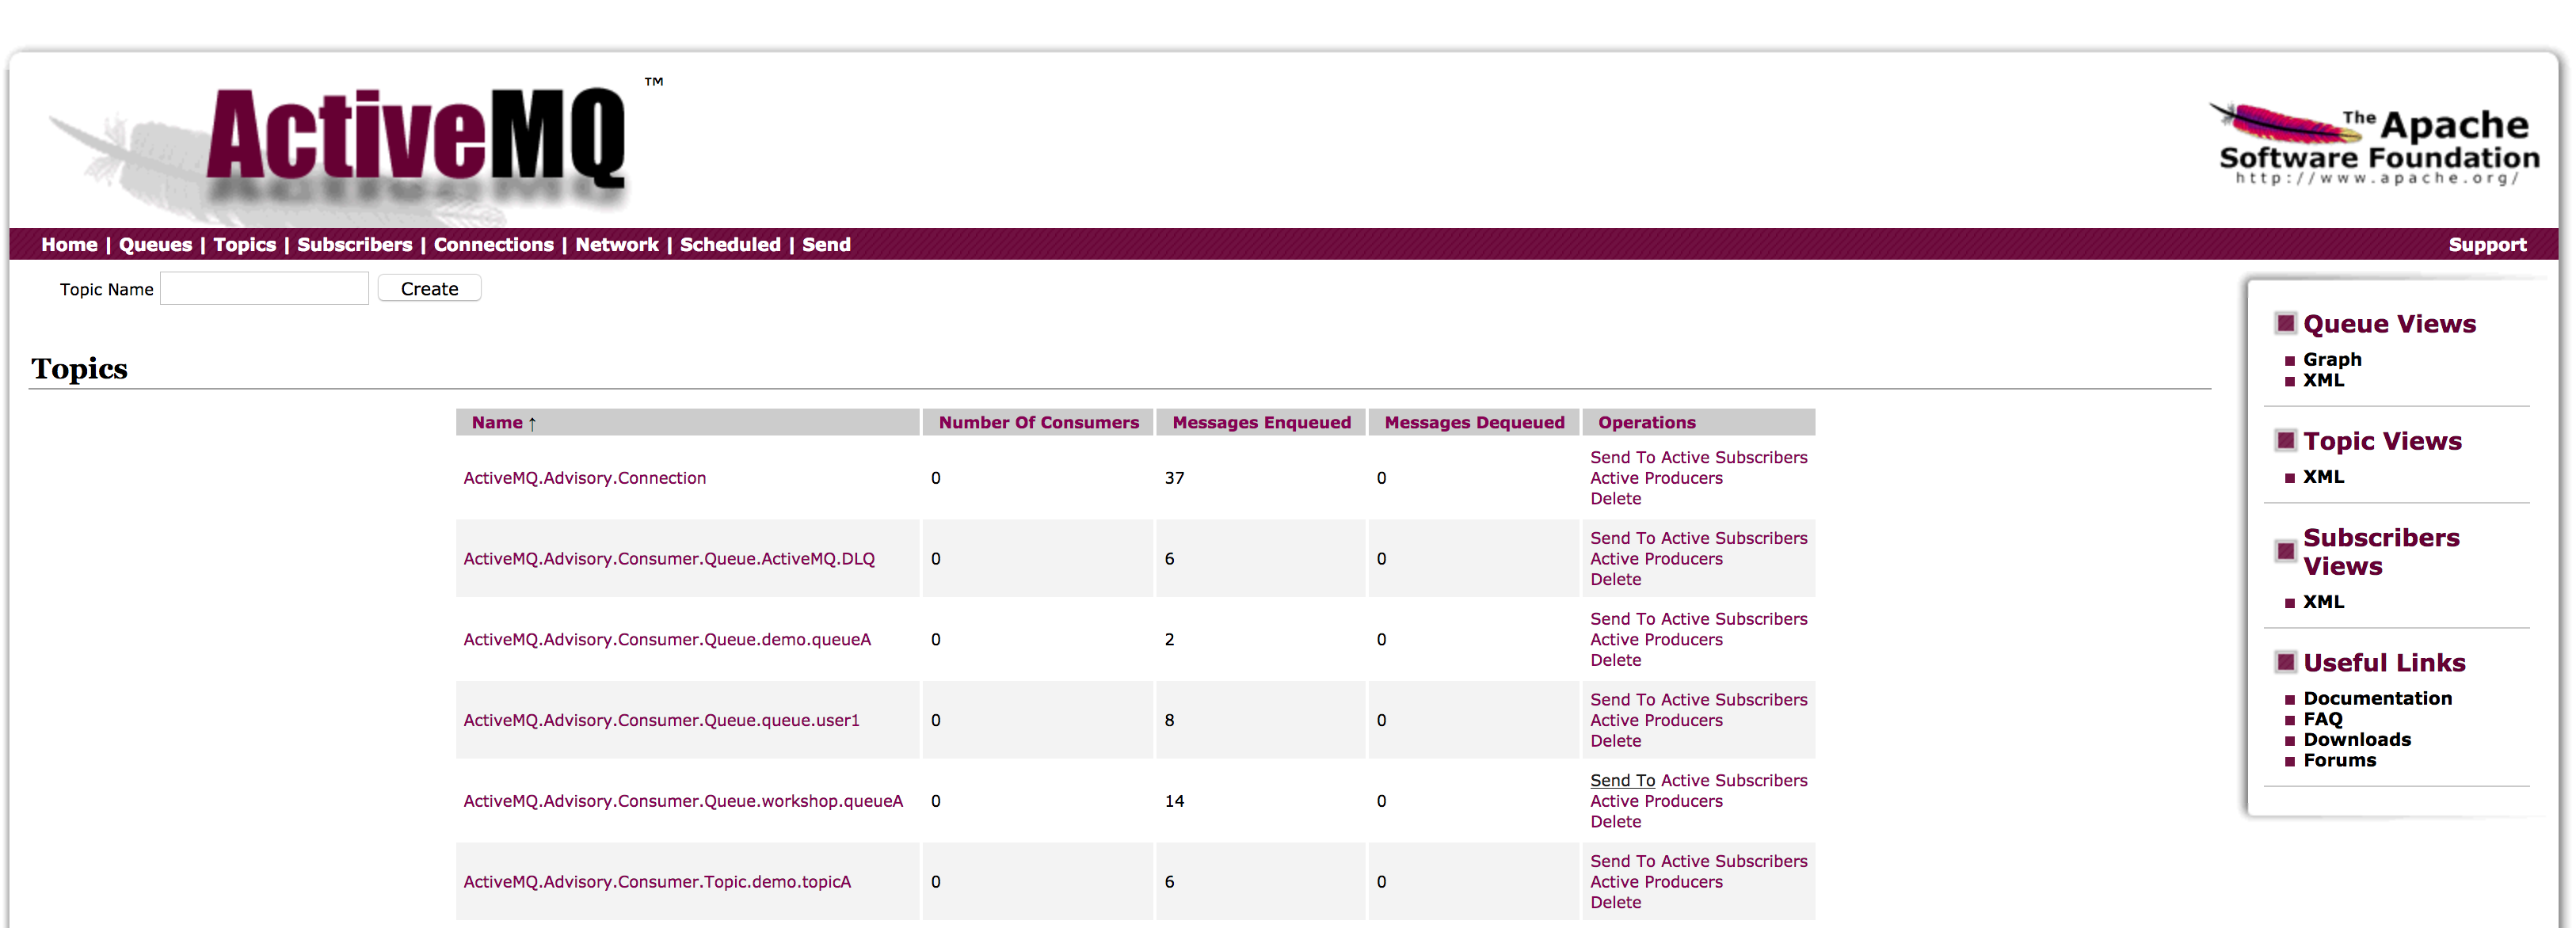 ActiveMQ ™
The Apache
Software Foundation
http://www.apache.org/
Home | Queues | Topics | Subscribers | Connections | Network | Scheduled | Send
Support
Topic Name
Create
Topics
Name ↑ Number Of Consumers Messages Enqueued Messages Dequeued Operations
ActiveMQ.Advisory.Connection 0 37 0 Send To Active Subscribers
Active Producers
Delete
ActiveMQ.Advisory.Consumer.Queue.ActiveMQ.DLQ 0 6 0 Send To Active Subscribers
Active Producers
Delete
ActiveMQ.Advisory.Consumer.Queue.demo.queueA 0 2 0 Send To Active Subscribers
Active Producers
Delete
ActiveMQ.Advisory.Consumer.Queue.queue.user1 0 8 0 Send To Active Subscribers
Active Producers
Delete
ActiveMQ.Advisory.Consumer.Queue.workshop.queueA 0 14 0 Send To Active Subscribers
Active Producers
Delete
ActiveMQ.Advisory.Consumer.Topic.demo.topicA 0 6 0 Send To Active Subscribers
Active Producers
Delete
Queue Views
Graph
XML
Topic Views
XML
Subscribers
Views
XML
Useful Links
Documentation
FAQ
Downloads
Forums